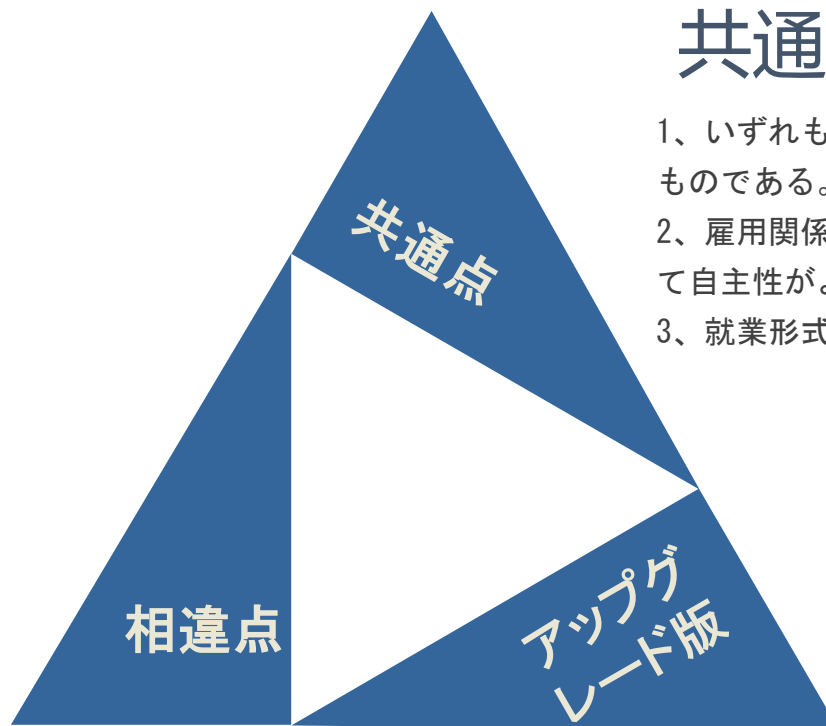 共通
1、いずれも
ものである。
2、雇用関係
て自主性が
3、就業形式
共通点
相違点
アップグ
レード版